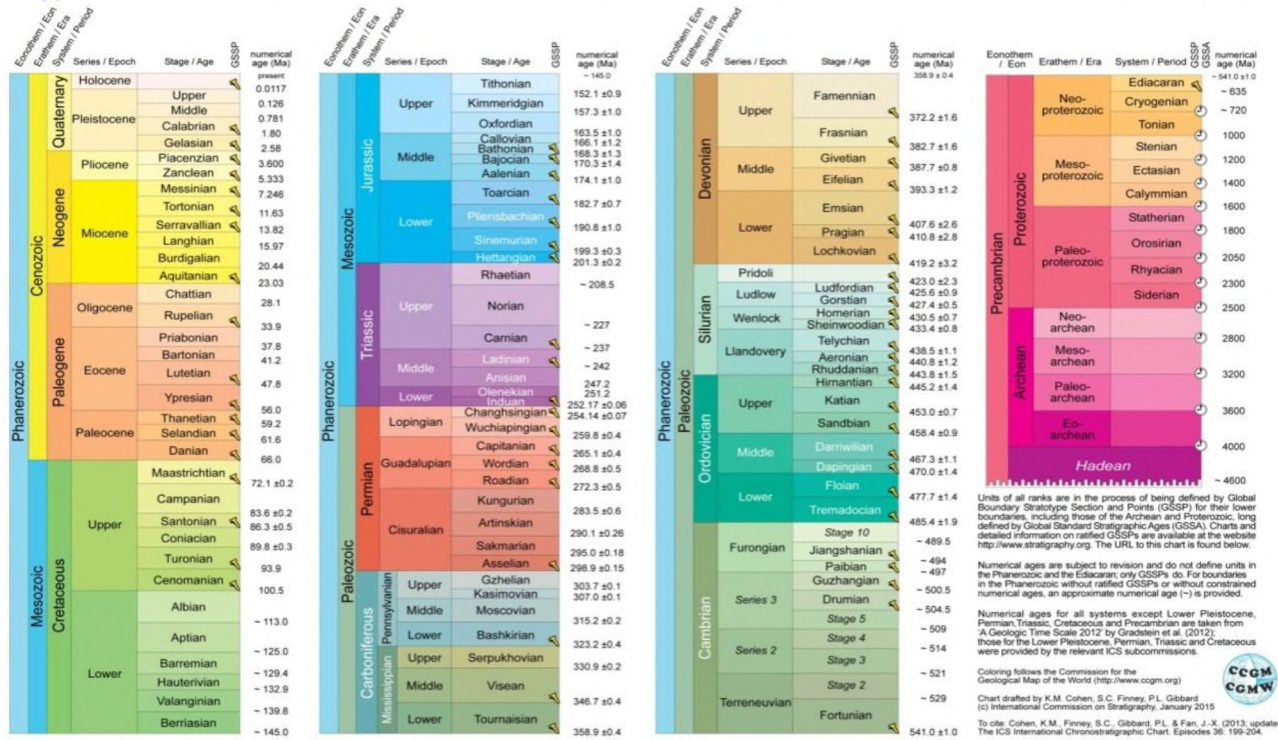 Eonothem / Eon
Erathem / Era
System / Period
Series / Epoch
Stage / Age
GSSP
numerical
age (Ma)
Phanerozoic
Cenozoic
Quaternary
Holocene
present
0.0117
Pleistocene
Upper
0.126
Middle
0.781
Calabrian
1.80
Gelasian
2.58
Neogene
Pliocene
Piacenzian
3.600
Zanclean
5.333
Miocene
Messinian
7.246
Tortonian
11.63
Serravallian
13.82
Langhian
15.97
Burdigalian
20.44
Aquitanian
23.03
Paleogene
Oligocene
Chattian
28.1
Rupelian
33.9
Eocene
Priabonian
37.8
Bartonian
41.2
Lutetian
47.8
Ypresian
56.0
Paleocene
Thanetian
59.2
Selandian
61.6
Danian
66.0
Mesozoic
Cretaceous
Upper
Maastrichtian
72.1 ±0.2
Campanian
83.6 ±0.2
Santonian
86.3 ±0.5
Coniacian
89.8 ±0.3
Turonian
93.9
Cenomanian
100.5
Lower
Albian
~ 113.0
Aptian
~ 125.0
Barremian
~ 129.4
Hauterivian
~ 132.9
Valanginian
~ 139.8
Berriasian
~ 145.0
Eonothem / Eon
Erathem / Era
System / Period
Series / Epoch
Stage / Age
GSSP
numerical
age (Ma)
Phanerozoic
Mesozoic
Jurassic
~ 145.0
Upper
Tithonian
152.1 ±0.9
Kimmeridgian
157.3 ±1.0
Oxfordian
163.5 ±1.0
Middle
Callovian
166.1 ±1.2
Bathonian
168.3 ±1.3
Bajocian
170.3 ±1.4
Aalenian
174.1 ±1.0
Lower
Toarcian
182.7 ±0.7
Pliensbachian
190.8 ±1.0
Sinemurian
199.3 ±0.3
Hettangian
201.3 ±0.2
Triassic
Upper
Rhaetian
~ 208.5
Norian
~ 227
Carnian
~ 237
Middle
Ladinian
~ 242
Anisian
247.2
Lower
Olenekian
251.2
Induan
252.17 ±0.06
Paleozoic
Permian
Lopingian
Changhsingian
254.14 ±0.07
Wuchiapingian
259.8 ±0.4
Guadalupian
Capitanian
265.1 ±0.4
Wordian
268.8 ±0.5
Roadian
272.3 ±0.5
Cisuralian
Kungurian
283.5 ±0.6
Artinskian
290.1 ±0.26
Sakmarian
295.0 ±0.18
Asselian
298.9 ±0.15
Carboniferous
Pennsylvanian
Upper
Gzhelian
303.7 ±0.1
Kasimovian
307.0 ±0.1
Middle
Moscovian
315.2 ±0.2
Lower
Bashkirian
323.2 ±0.4
Mississippian
Upper
Serpukhovian
330.9 ±0.2
Middle
Visean
346.7 ±0.4
Lower
Tournaisian
358.9 ±0.4
Eonothem / Eon
Erathem / Era
System / Period
Series / Epoch
Stage / Age
GSSP
numerical
age (Ma)
Phanerozoic
Paleozoic
Devonian
358.9 ± 0.4
Upper
Famennian
372.2 ±1.6
Frasnian
382.7 ±1.6
Middle
Givetian
387.7 ±0.8
Eifelian
393.3 ±1.2
Lower
Emsian
407.6 ±2.6
Pragian
410.8 ±2.8
Lochkovian
419.2 ±3.2
Silurian
Pridoli
423.0 ±2.3
Ludlow
Ludfordian
425.6 ±0.9
Gorstian
427.4 ±0.5
Wenlock
Homerian
430.5 ±0.7
Sheinwoodian
433.4 ±0.8
Llandovery
Telychian
438.5 ±1.1
Aeronian
440.8 ±1.2
Rhuddanian
443.8 ±1.5
Ordovician
Upper
Hirnantian
445.2 ±1.4
Katian
453.0 ±0.7
Sandbian
458.4 ±0.9
Middle
Darriwilian
467.3 ±1.1
Dapingian
470.0 ±1.4
Lower
Floian
477.7 ±1.4
Tremadocian
485.4 ±1.9
Cambrian
Furongian
Stage 10
~ 489.5
Jiangshanian
~ 494
Paibian
~ 497
Series 3
Guzhangian
~ 500.5
Drumian
~ 504.5
Stage 5
~ 509
Series 2
Stage 4
~ 514
Stage 3
~ 521
Terreneuvian
Stage 2
~ 529
Fortunian
541.0 ±1.0
Eonothem
/ Eon
Erathem / Era
System / Period
GSSP
GSSA
numerical
age (Ma)
Precambrian
Proterozoic
~ 541.0 ±1.0
Neo-
proterozoic
Ediacaran
~ 635
Cryogenian
~ 720
Tonian
1000
Meso-
proterozoic
Stenian
1200
Ectasian
1400
Calymmian
1600
Paleo-
proterozoic
Statherian
1800
Orosirian
2050
Rhyacian
2300
Siderian
2500
Archean
Neo-
archean
2800
Meso-
archean
3200
Paleo-
archean
3600
Eo-
archean
4000
Hadean
~ 4600
Units of all ranks are in the process of being defined by Global
Boundary Stratotype Section and Points (GSSP) for their lower
boundaries, including those of the Archean and Proterozoic, long
defined by Global Standard Stratigraphic Ages (GSSA). Charts and
detailed information on ratified GSSPs are available at the website
http://www.stratigraphy.org. The URL to this chart is found below.
Numerical ages are subject to revision and do not define units in
the Phanerozoic and the Ediacaran; only GSSPs do. For boundaries
in the Phanerozoic without ratified GSSPs or without constrained
numerical ages, an approximate numerical age (~) is provided.
Numerical ages for all systems except Lower Pleistocene,
Permian, Triassic, Cretaceous and Precambrian are taken from
'A Geologic Time Scale 2012' by Gradstein et al. (2012);
those for the Lower Pleistocene, Permian, Triassic and Cretaceous
were provided by the relevant ICS subcommissions.
Coloring follows the Commission for the
Geological Map of the World (http://www.ccgm.org)
CCGM
CGMW
Chart drafted by K.M. Cohen, S.C. Finney, P.L. Gibbard
(c) International Commission on Stratigraphy, January 2015
To cite: Cohen, K.M., Finney, S.C., Gibbard, P.L. & Fan, J.-X. (2013; update
The ICS International Chronostratigraphic Chart. Episodes 36: 199-204.